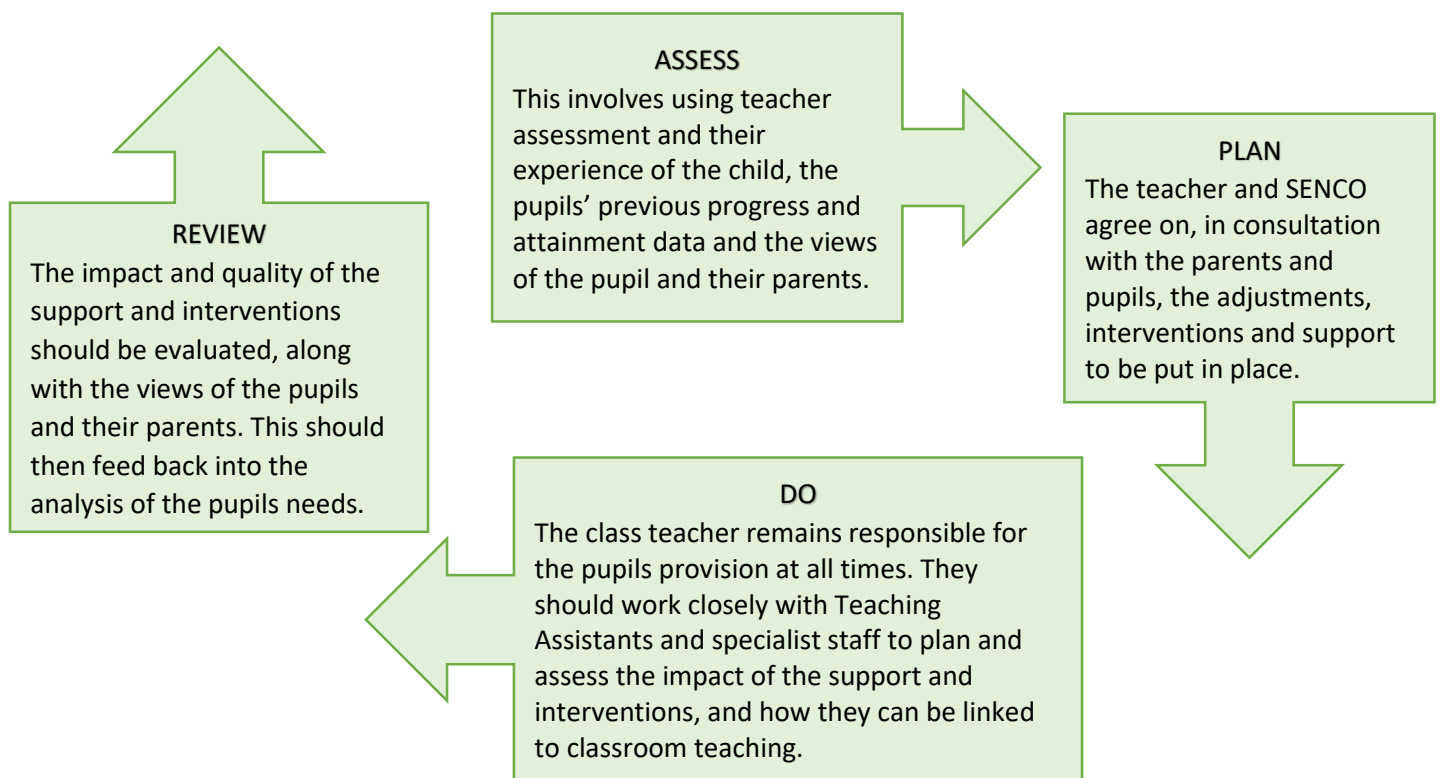 ASSESS
This involves using teacher
assessment and their
experience of the child, the
pupils’ previous progress and
attainment data and the views
of the pupil and their parents.
PLAN
The teacher and SENCO
agree on, in consultation
with the parents and
pupils, the adjustments,
interventions and support
to be put in place.
DO
The class teacher remains responsible for
the pupils provision at all times. They
should work closely with Teaching
Assistants and specialist staff to plan and
assess the impact of the support and
interventions, and how they can be linked
to classroom teaching.
REVIEW
The impact and quality of the
support and interventions
should be evaluated, along
with the views of the pupils
and their parents. This should
then feed back into the
analysis of the pupils needs.